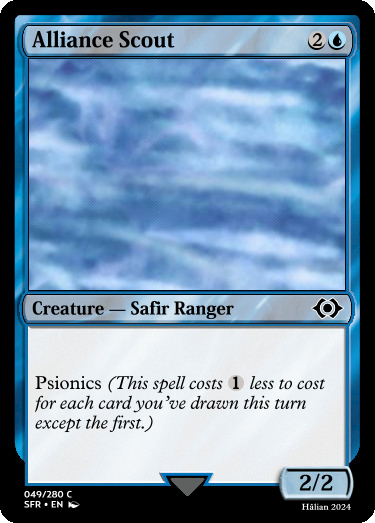 Alliance Scout 2
Creature — Safir Ranger
Psionics (This spell costs 1 less to cost
for each card you've drawn this turn
except the first.)
2/2
049/280 C
SFR • EN
Hålian 2024